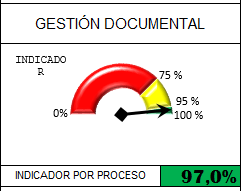 GESTIÓN DOCUMENTAL
INDICADO
R
75 %
0%
95 %
100 %
INDICADOR POR PROCESO 97,0%